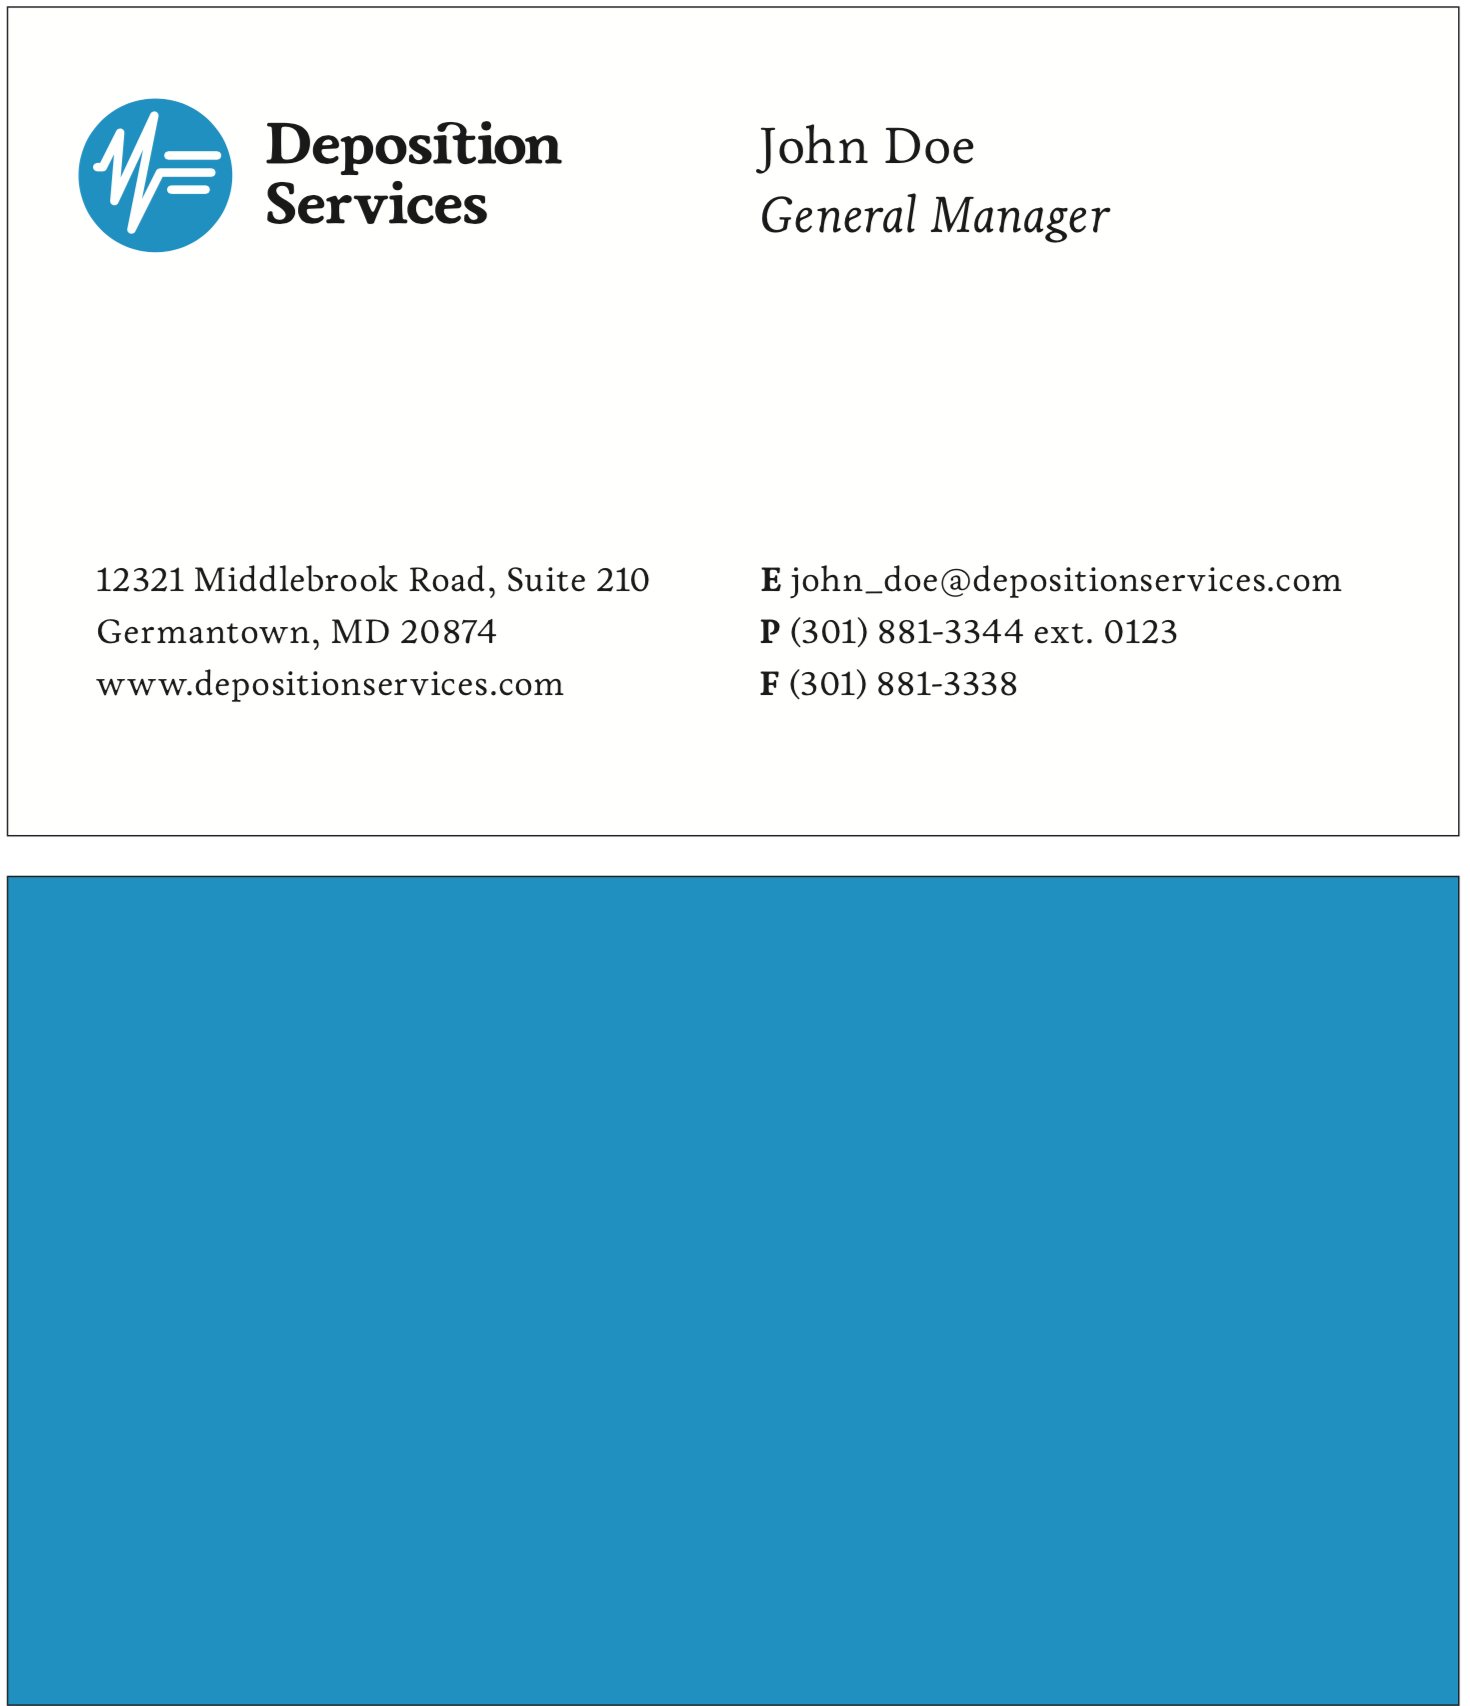 Deposition
Services
John Doe
General Manager
12321 Middlebrook Road, Suite 210
Germantown, MD 20874
www.depositionservices.com
E john_doe@depositionservices.com
P (301) 881-3344 ext. 0123
F (301) 881-3338